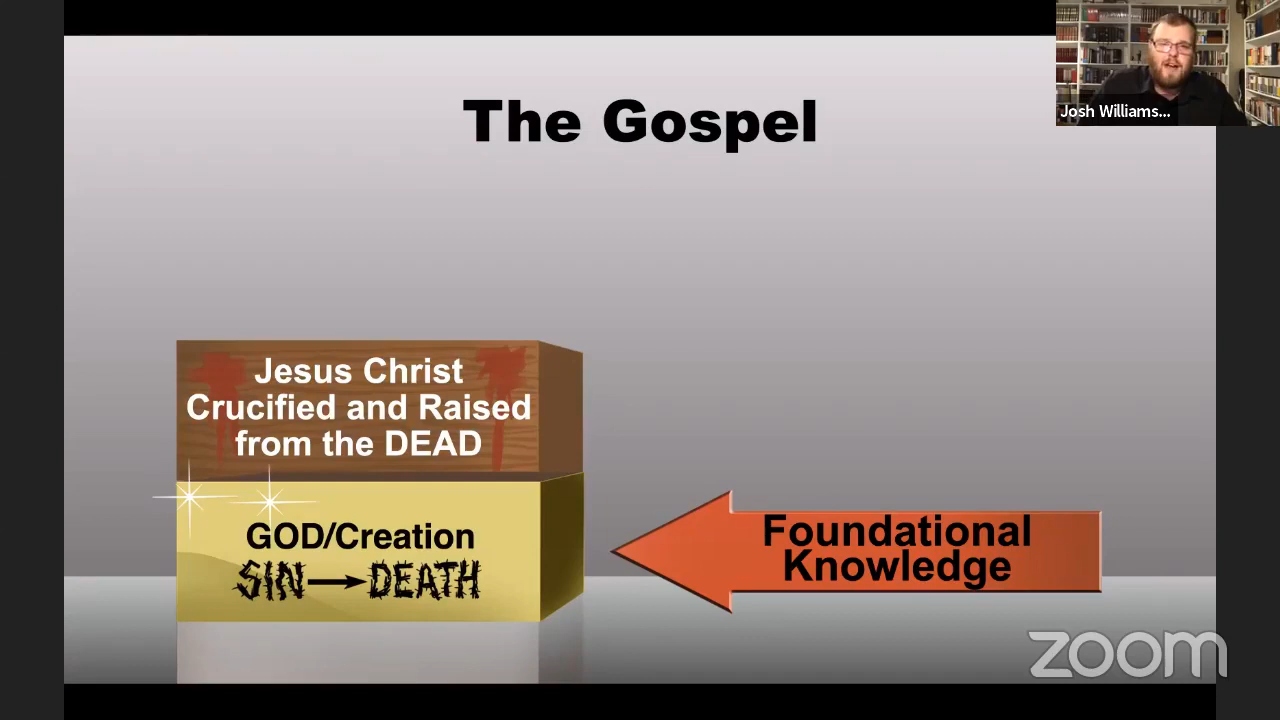 The Gospel
Josh Williams...
Jesus Christ
Crucified and Raised
from the DEAD
GOD/Creation
SIN→DEATH
Foundational
Knowledge
zoom